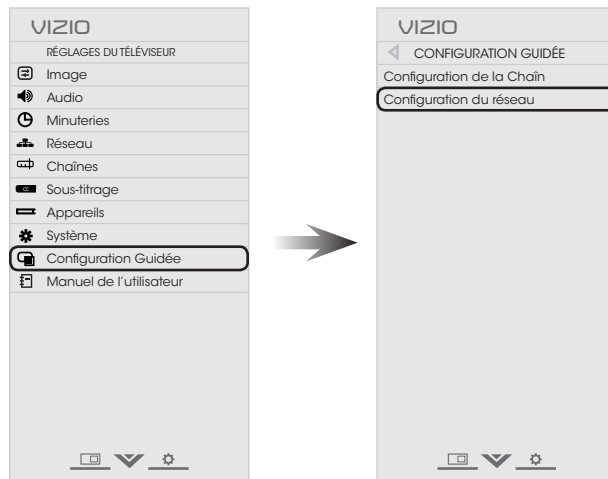 VIZIO
RÉGLAGES DU TÉLÉVISEUR
Image
Audio
Minuteries
Réseau
Chaînes
CC
Sous-titrage
Appareils
Système
Configuration Guidée
Manuel de l'utilisateur
VIZIO
CONFIGURATION GUIDÉE
Configuration de la Chaîn
Configuration du réseau